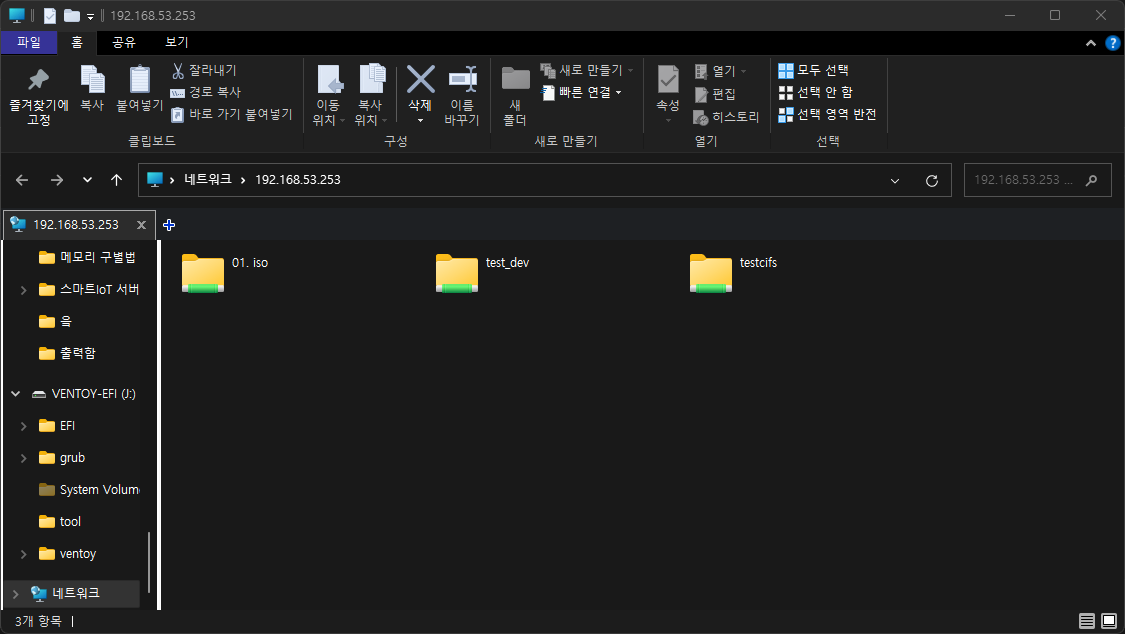 192.168.53.253
파일 홈 공유 보기
즐겨찾기에 고정
복사
붙여넣기
잘라내기
경로 복사
바로 가기 붙여넣기
클립보드
이동 위치
복사 위치
삭제
이름 바꾸기
구성
새 폴더
새로 만들기
빠른 연결
새로 만들기
속성
열기
편집
히스토리
열기
모두 선택
선택 안 함
선택 영역 반전
선택
네트워크 192.168.53.253
192.168.53.253 ...
192.168.53.253
메모리 구별법
스마트IoT 서버
출력함
VENTOY-EFI (J:)
EFI
grub
System Volum
tool
ventoy
네트워크
01. iso
test_dev
testcifs
3개 항목